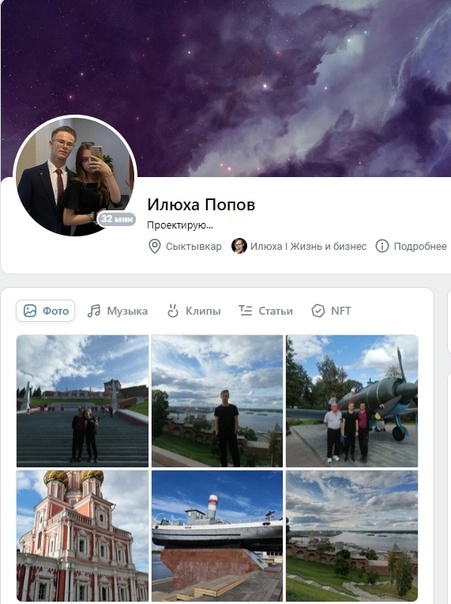 32 мин
Илюха Попов
Проектирую...
Сыктывкар Илюха I Жизнь и бизнес Подробнее
Фото Музыка Клипы Статьи NFT